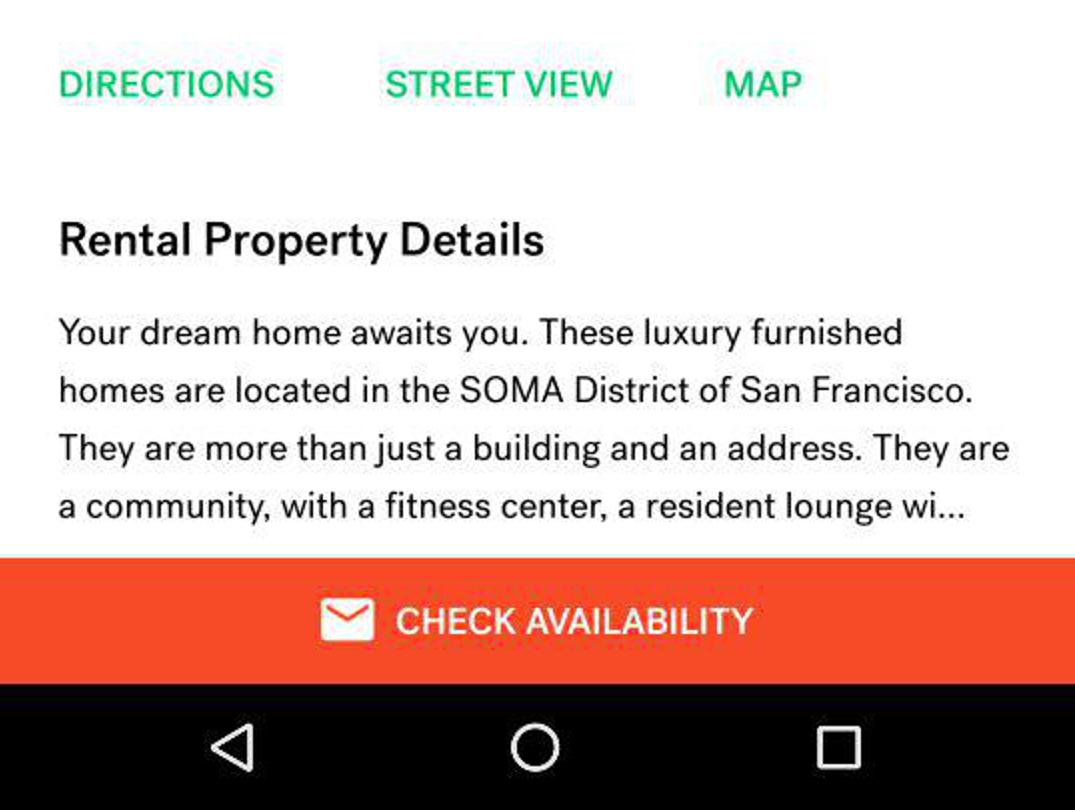 DIRECTIONS STREET VIEW MAP
Rental Property Details
Your dream home awaits you. These luxury furnished
homes are located in the SOMA District of San Francisco.
They are more than just a building and an address. They are
a community, with a fitness center, a resident lounge wi...
CHECK AVAILABILITY